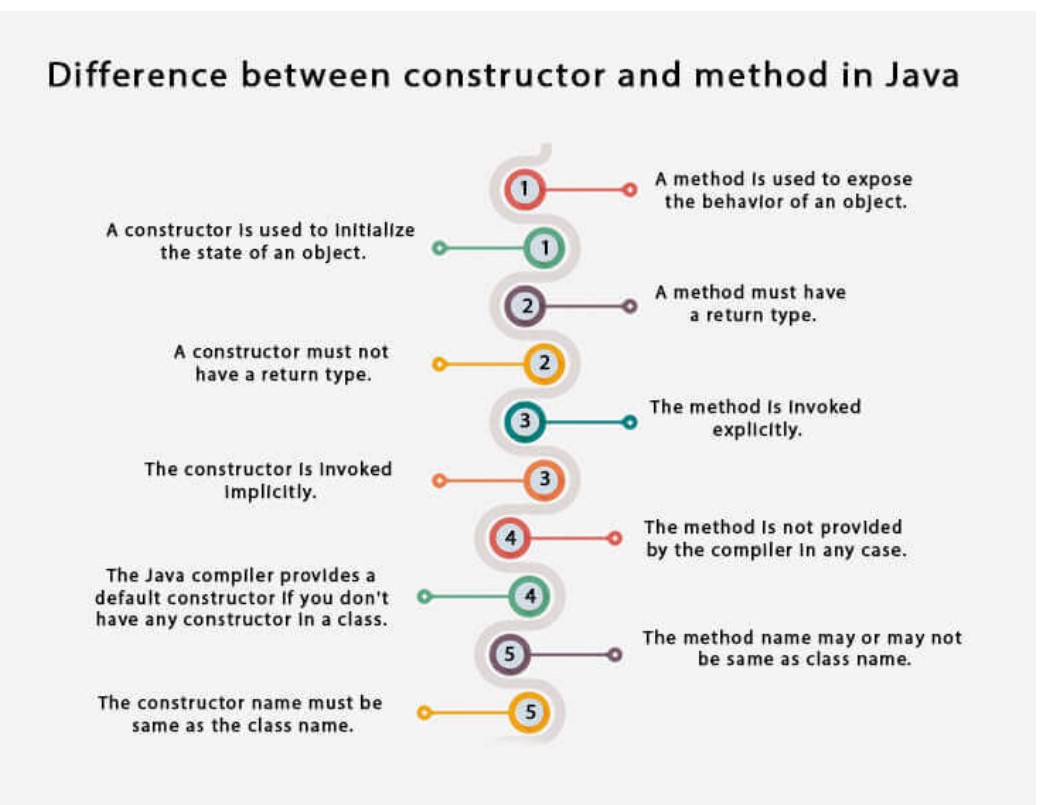 Difference between constructor and method in Java
1
A method is used to expose
the behavior of an object.
A constructor is used to initialize
the state of an object.
1
2
A method must have
a return type.
A constructor must not
have a return type.
2
3
The method is invoked
explicitly.
The constructor is invoked
implicitly.
3
4
The method is not provided
by the compiler in any case.
The Java compiler provides a
default constructor if you don't
have any constructor in a class.
4
5
The method name may or may not
be same as class name.
The constructor name must be
same as the class name.
5